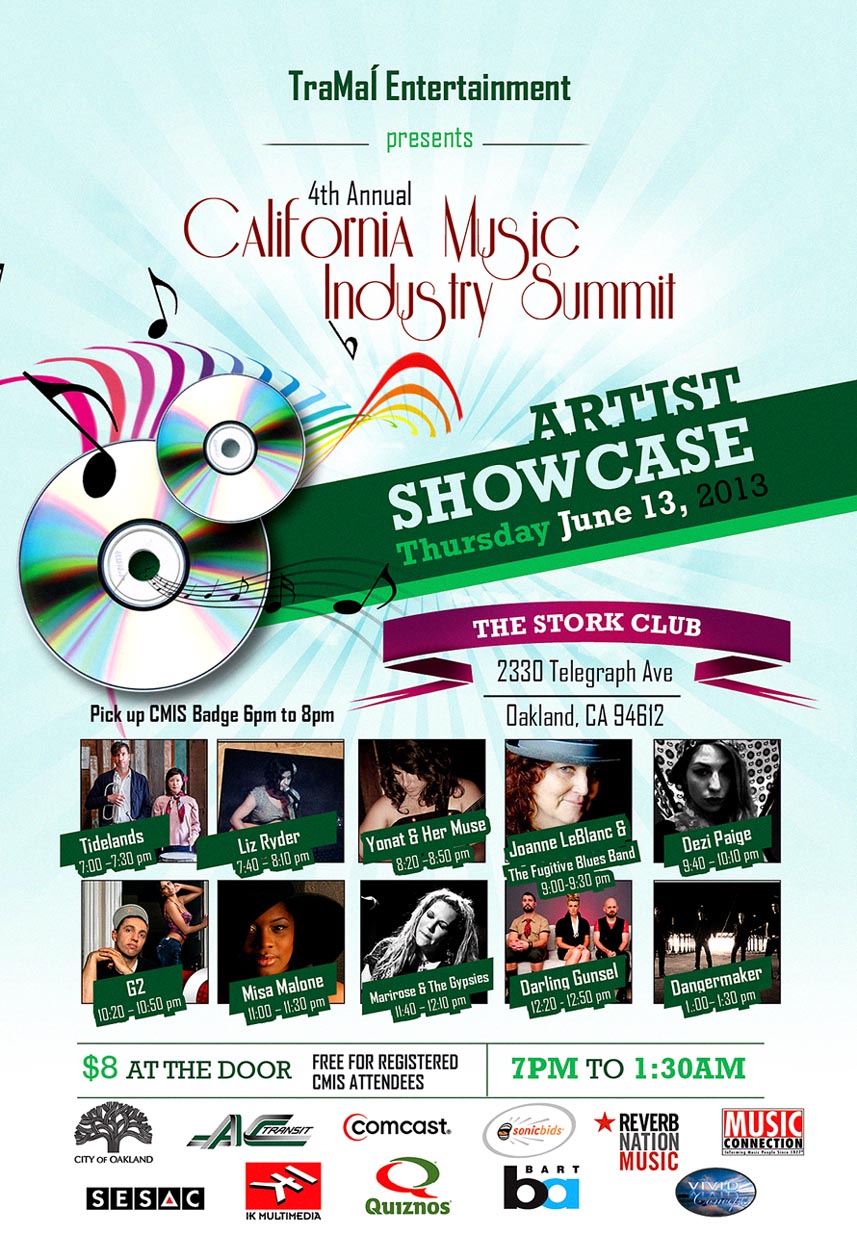 TraMaÍ Entertainment
presents
4th Annual
California Music
Industry Summit
ARTIST
SHOWCASE
Thursday June 13, 2013
THE STORK CLUB
2330 Telegraph Ave
Oakland, CA 94612
Pick up CMIS Badge 6pm to 8pm
Tidelands
7:00 –7:30 pm
Liz Ryder
7:40 – 8:10 pm
Yonat & Her Muse
8:20 –8:50 pm
Joanne LeBlanc &
The Fugitive Blues Band
9:00-9:30 pm
Dezi Paige
9:40 – 10:10 pm
G2
10:20 – 10:50 pm
Misa Malone
11:00 – 11:30 pm
Marirose & The Gypsies
11:40 – 12:10 pm
Darling Gunsel
12:20 – 12:50 pm
Dangermaker
1:00– 1:30 pm
$8 AT THE DOOR
FREE FOR REGISTERED
CMIS ATTENDEES
7PM TO 1:30AM
CITY OF OAKLAND
AC TRANSIT
Comcast.
sonicbids
REVERB
NATION
MUSIC
MUSIC
CONNECTION
Informing Music People Since 1977
SESAC
IK MULTIMEDIA
Quiznos
BART
ba
VIVID
Concepts